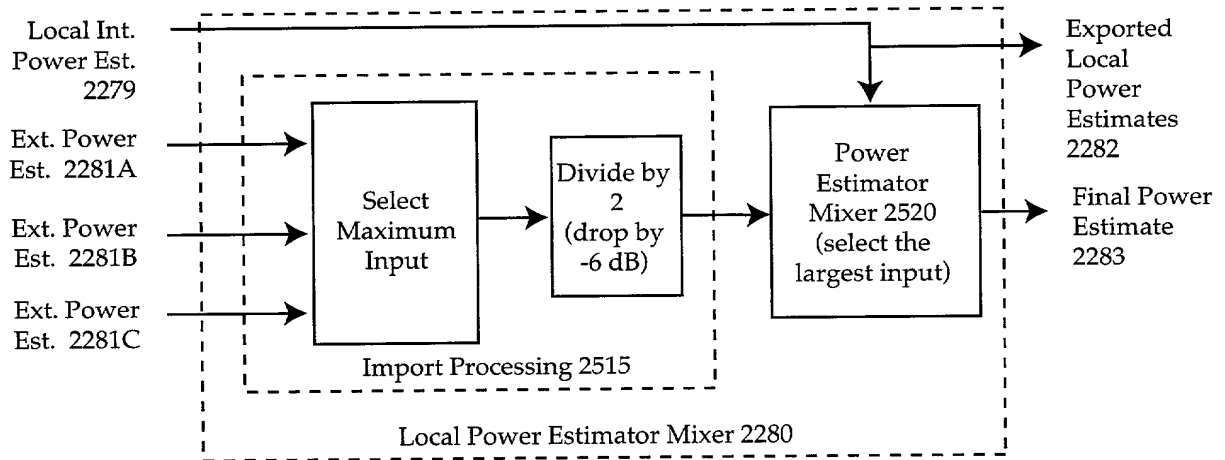 Local Int.
Power Est.
2279
Ext. Power
Est. 2281A
Ext. Power
Est. 2281B
Ext. Power
Est. 2281C
Select
Maximum
Input
Divide by
2
(drop by
-6 dB)
Import Processing 2515
Power
Estimator
Mixer 2520
(select the
largest input)
Local Power Estimator Mixer 2280
Exported
Local
Power
Estimates
2282
Final Power
Estimate
2283